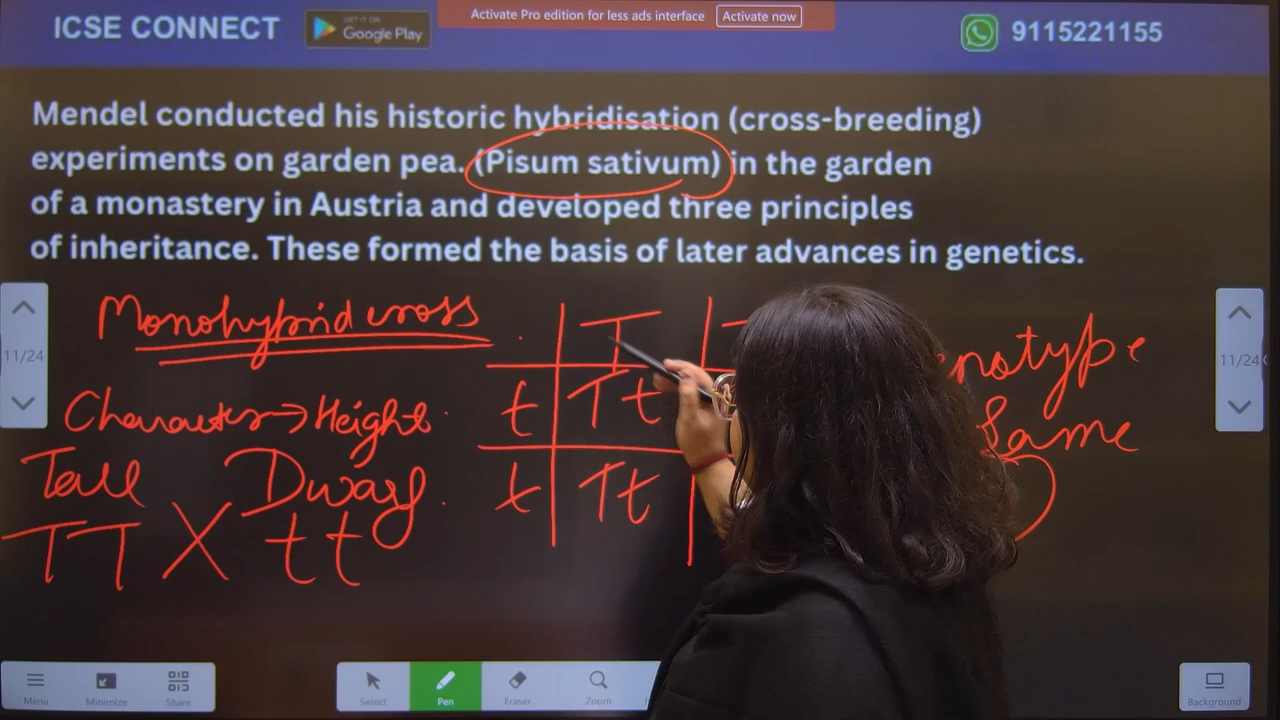 Activate Pro edition for less ads interface Activate now
ICSE CONNECT GET IT ON Google Play 9115221155
Mendel conducted his historic hybridisation (cross-breeding)
experiments on garden pea. (Pisum sativum) in the garden
of a monastery in Austria and developed three principles
of inheritance. These formed the basis of later advances in genetics.
Monohybrid cross
Character → Height
Tall Dwarf
TT X tt
T
t Tt
t Tt
notype
Same
11/24
11/24
Menu Minimize Share Select Pen Eraser Zoom Background